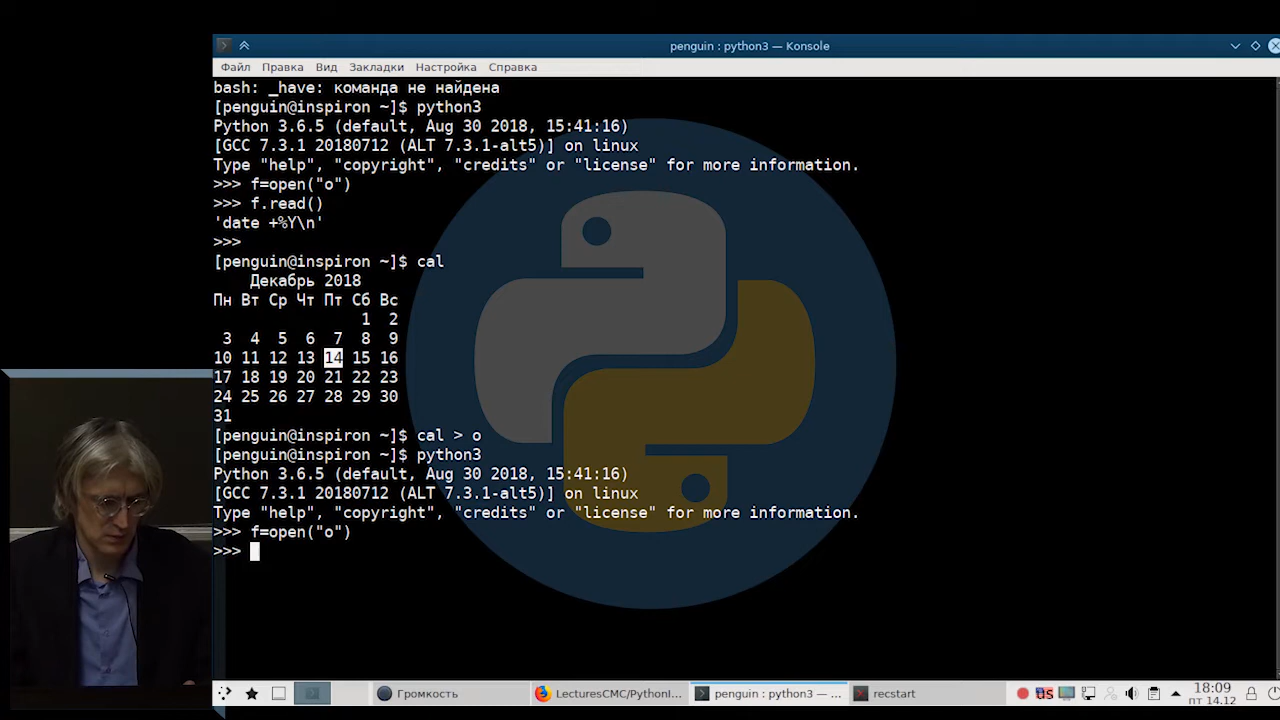 penguin : python3 — Konsole
Файл Правка Вид Закладки Настройка Справка
bash: _have: команда не найдена
[penguin@inspiron ~]$ python3
Python 3.6.5 (default, Aug 30 2018, 15:41:16)
[GCC 7.3.1 20180712 (ALT 7.3.1-alt5)] on linux
Type "help", "copyright", "credits" or "license" for more information.
>>> f=open("o")
>>> f.read()
'date +%Y\n'
>>>
[penguin@inspiron ~]$ cal
Декабрь 2018
Пн Вт Ср Чт Пт Сб Вс
1 2
3 4 5 6 7 8 9
10 11 12 13 14 15 16
17 18 19 20 21 22 23
24 25 26 27 28 29 30
31
[penguin@inspiron ~]$ cal > o
[penguin@inspiron ~]$ python3
Python 3.6.5 (default, Aug 30 2018, 15:41:16)
[GCC 7.3.1 20180712 (ALT 7.3.1-alt5)] on linux
Type "help", "copyright", "credits" or "license" for more information.
>>> f=open("o")
>>>
Громкость LecturesCMC/PythonI... penguin : python3 — ... recstart us 18:09
пт 14.12